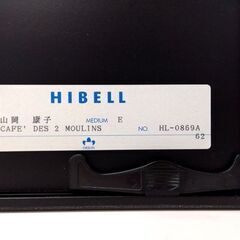 HIBELL
山岡 康子 MEDIUM E
CAFE' DES 2 MOULINS NO. HL-0869A
62